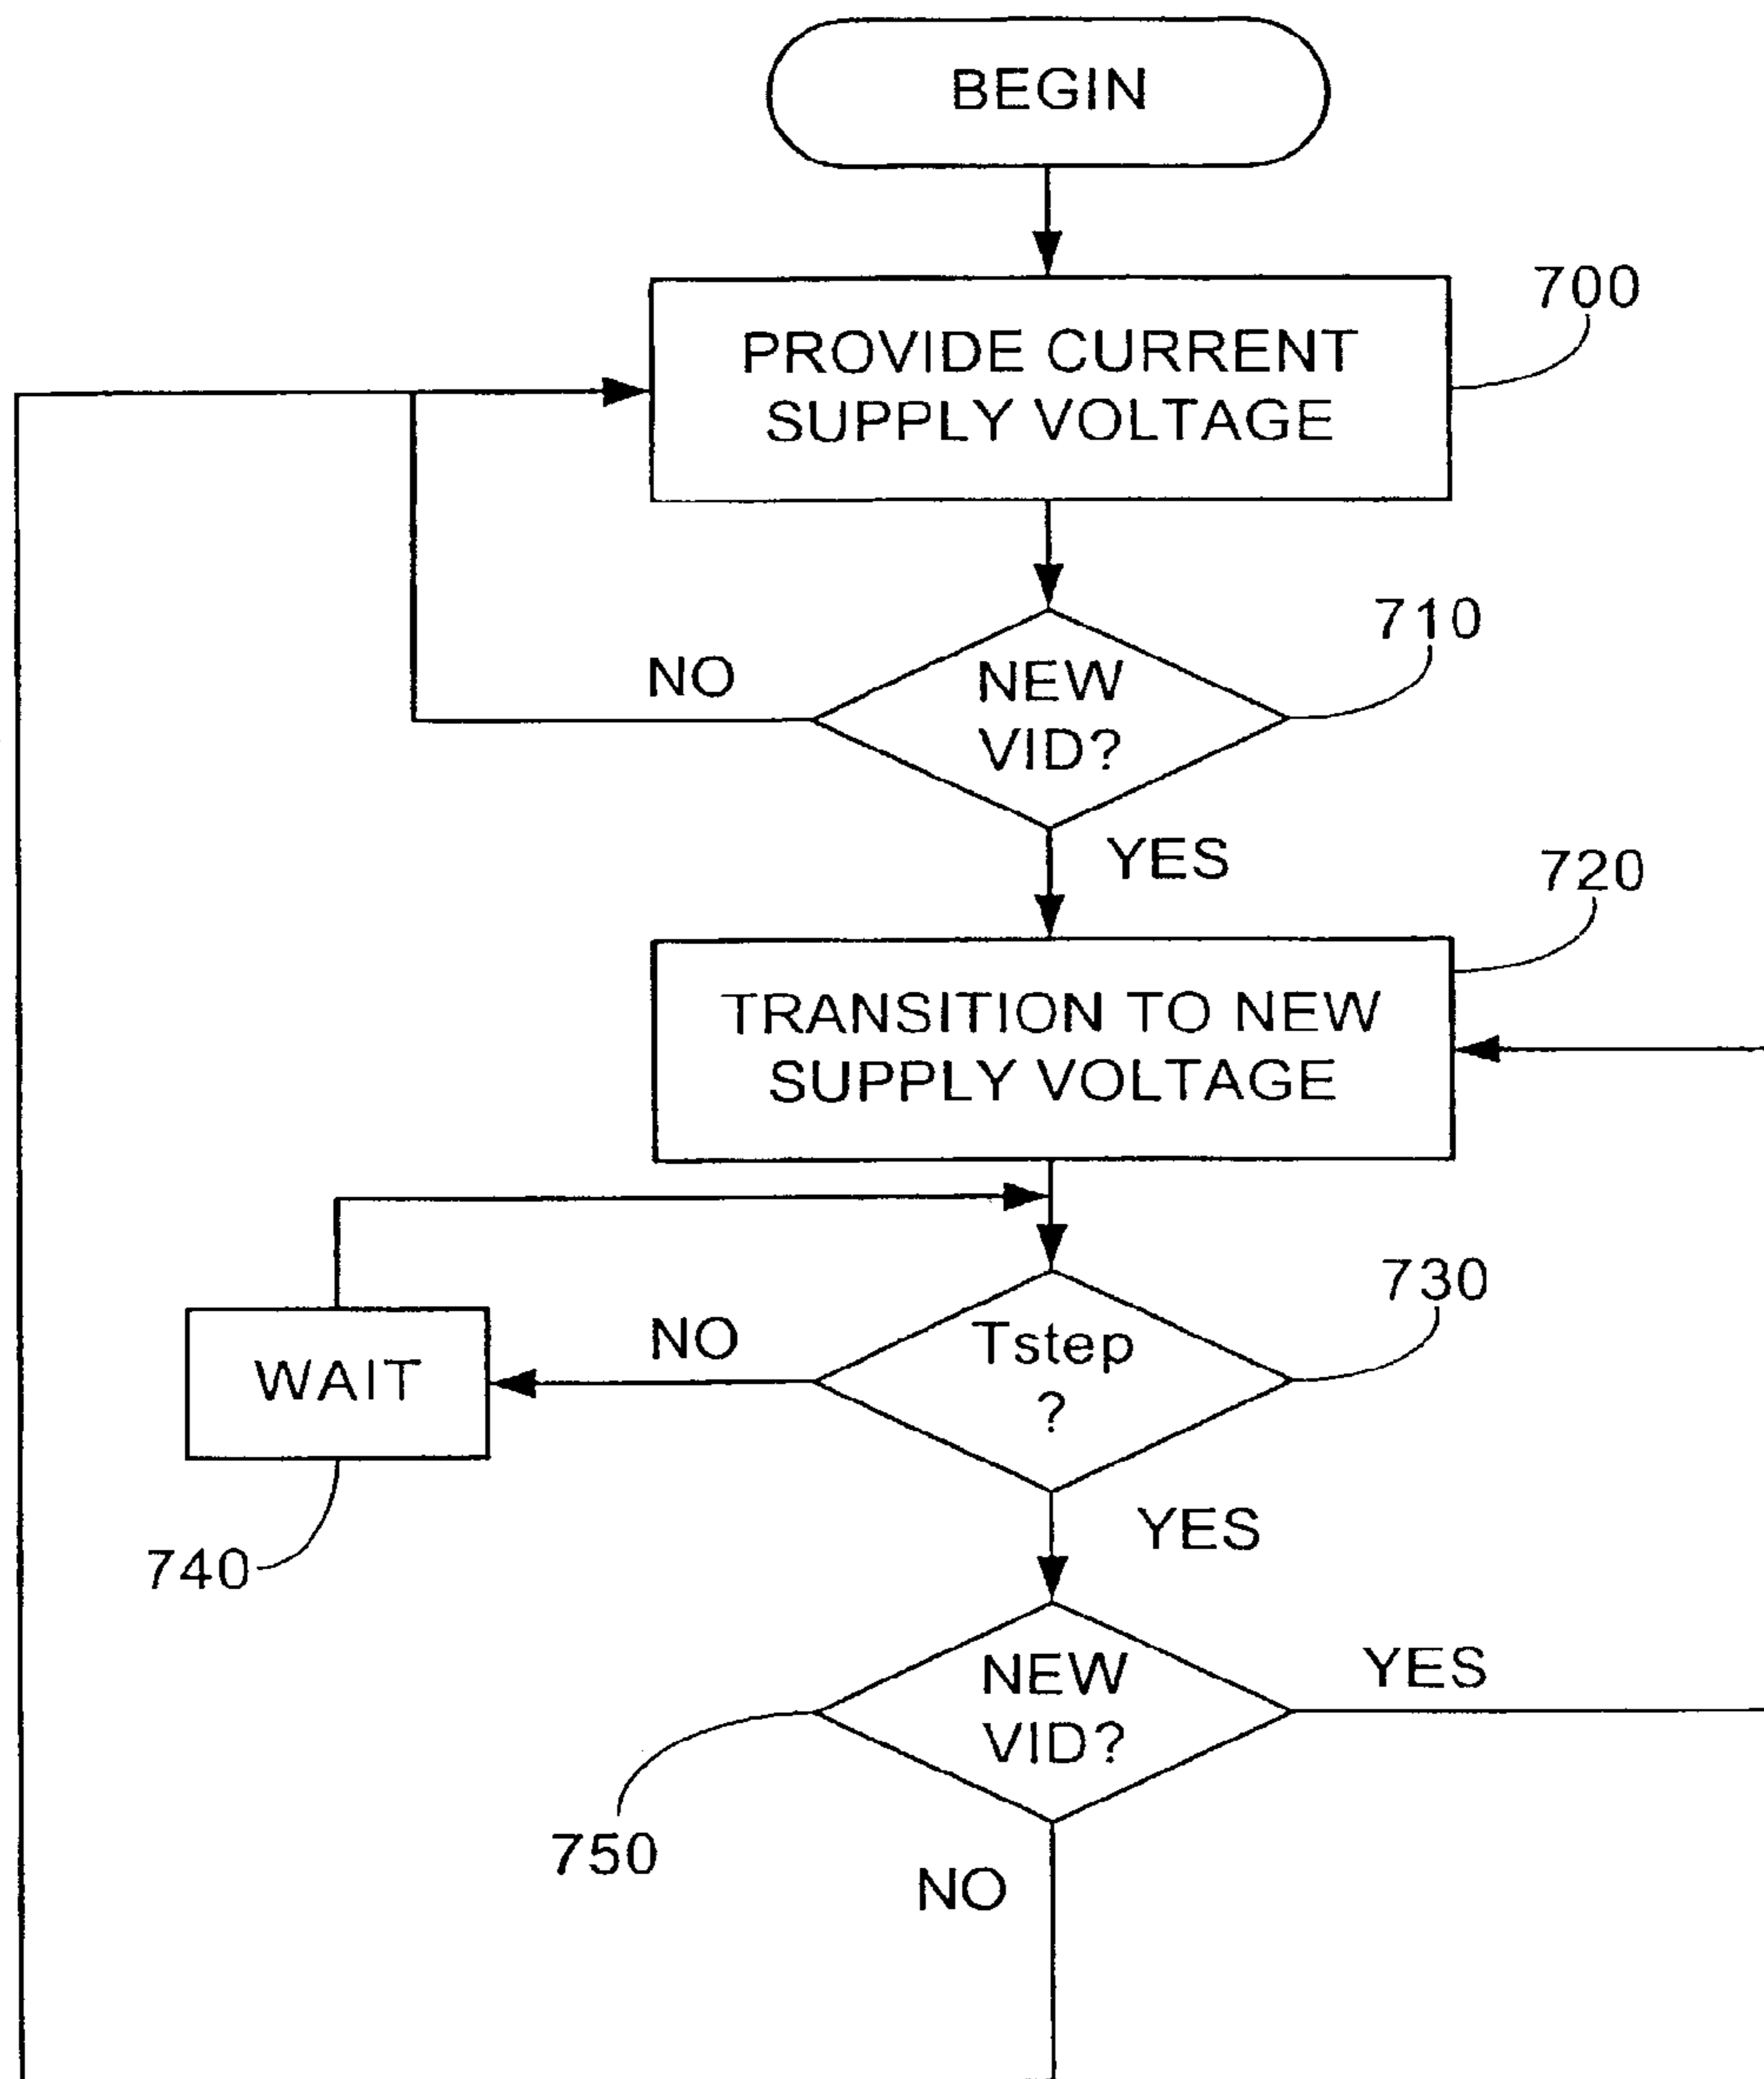 BEGIN
700
PROVIDE CURRENT
SUPPLY VOLTAGE
710
NO
NEW
VID?
YES
720
TRANSITION TO NEW
SUPPLY VOLTAGE
730
NO
Tstep
?
WAIT
740
YES
NEW
VID?
YES
750
NO